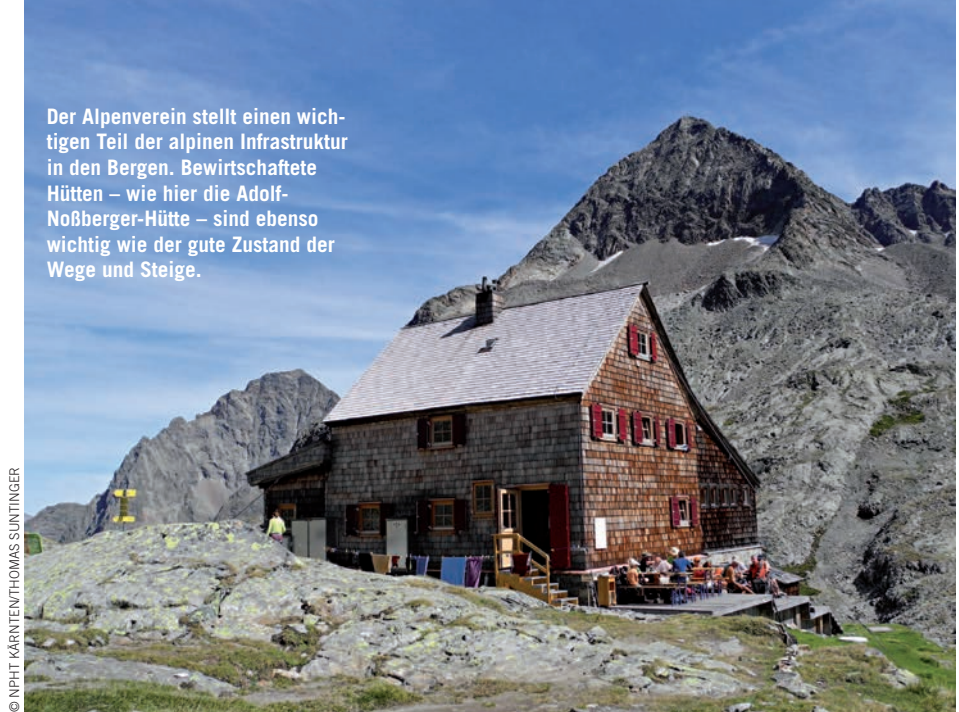 Der Alpenverein stellt einen wich-
tigen Teil der alpinen Infrastruktur
in den Bergen. Bewirtschaftete
Hütten – wie hier die Adolf-
Noßberger-Hütte – sind ebenso
wichtig wie der gute Zustand der
Wege und Steige.
© NPHT KÄRNTEN/THOMAS SUNTINGER